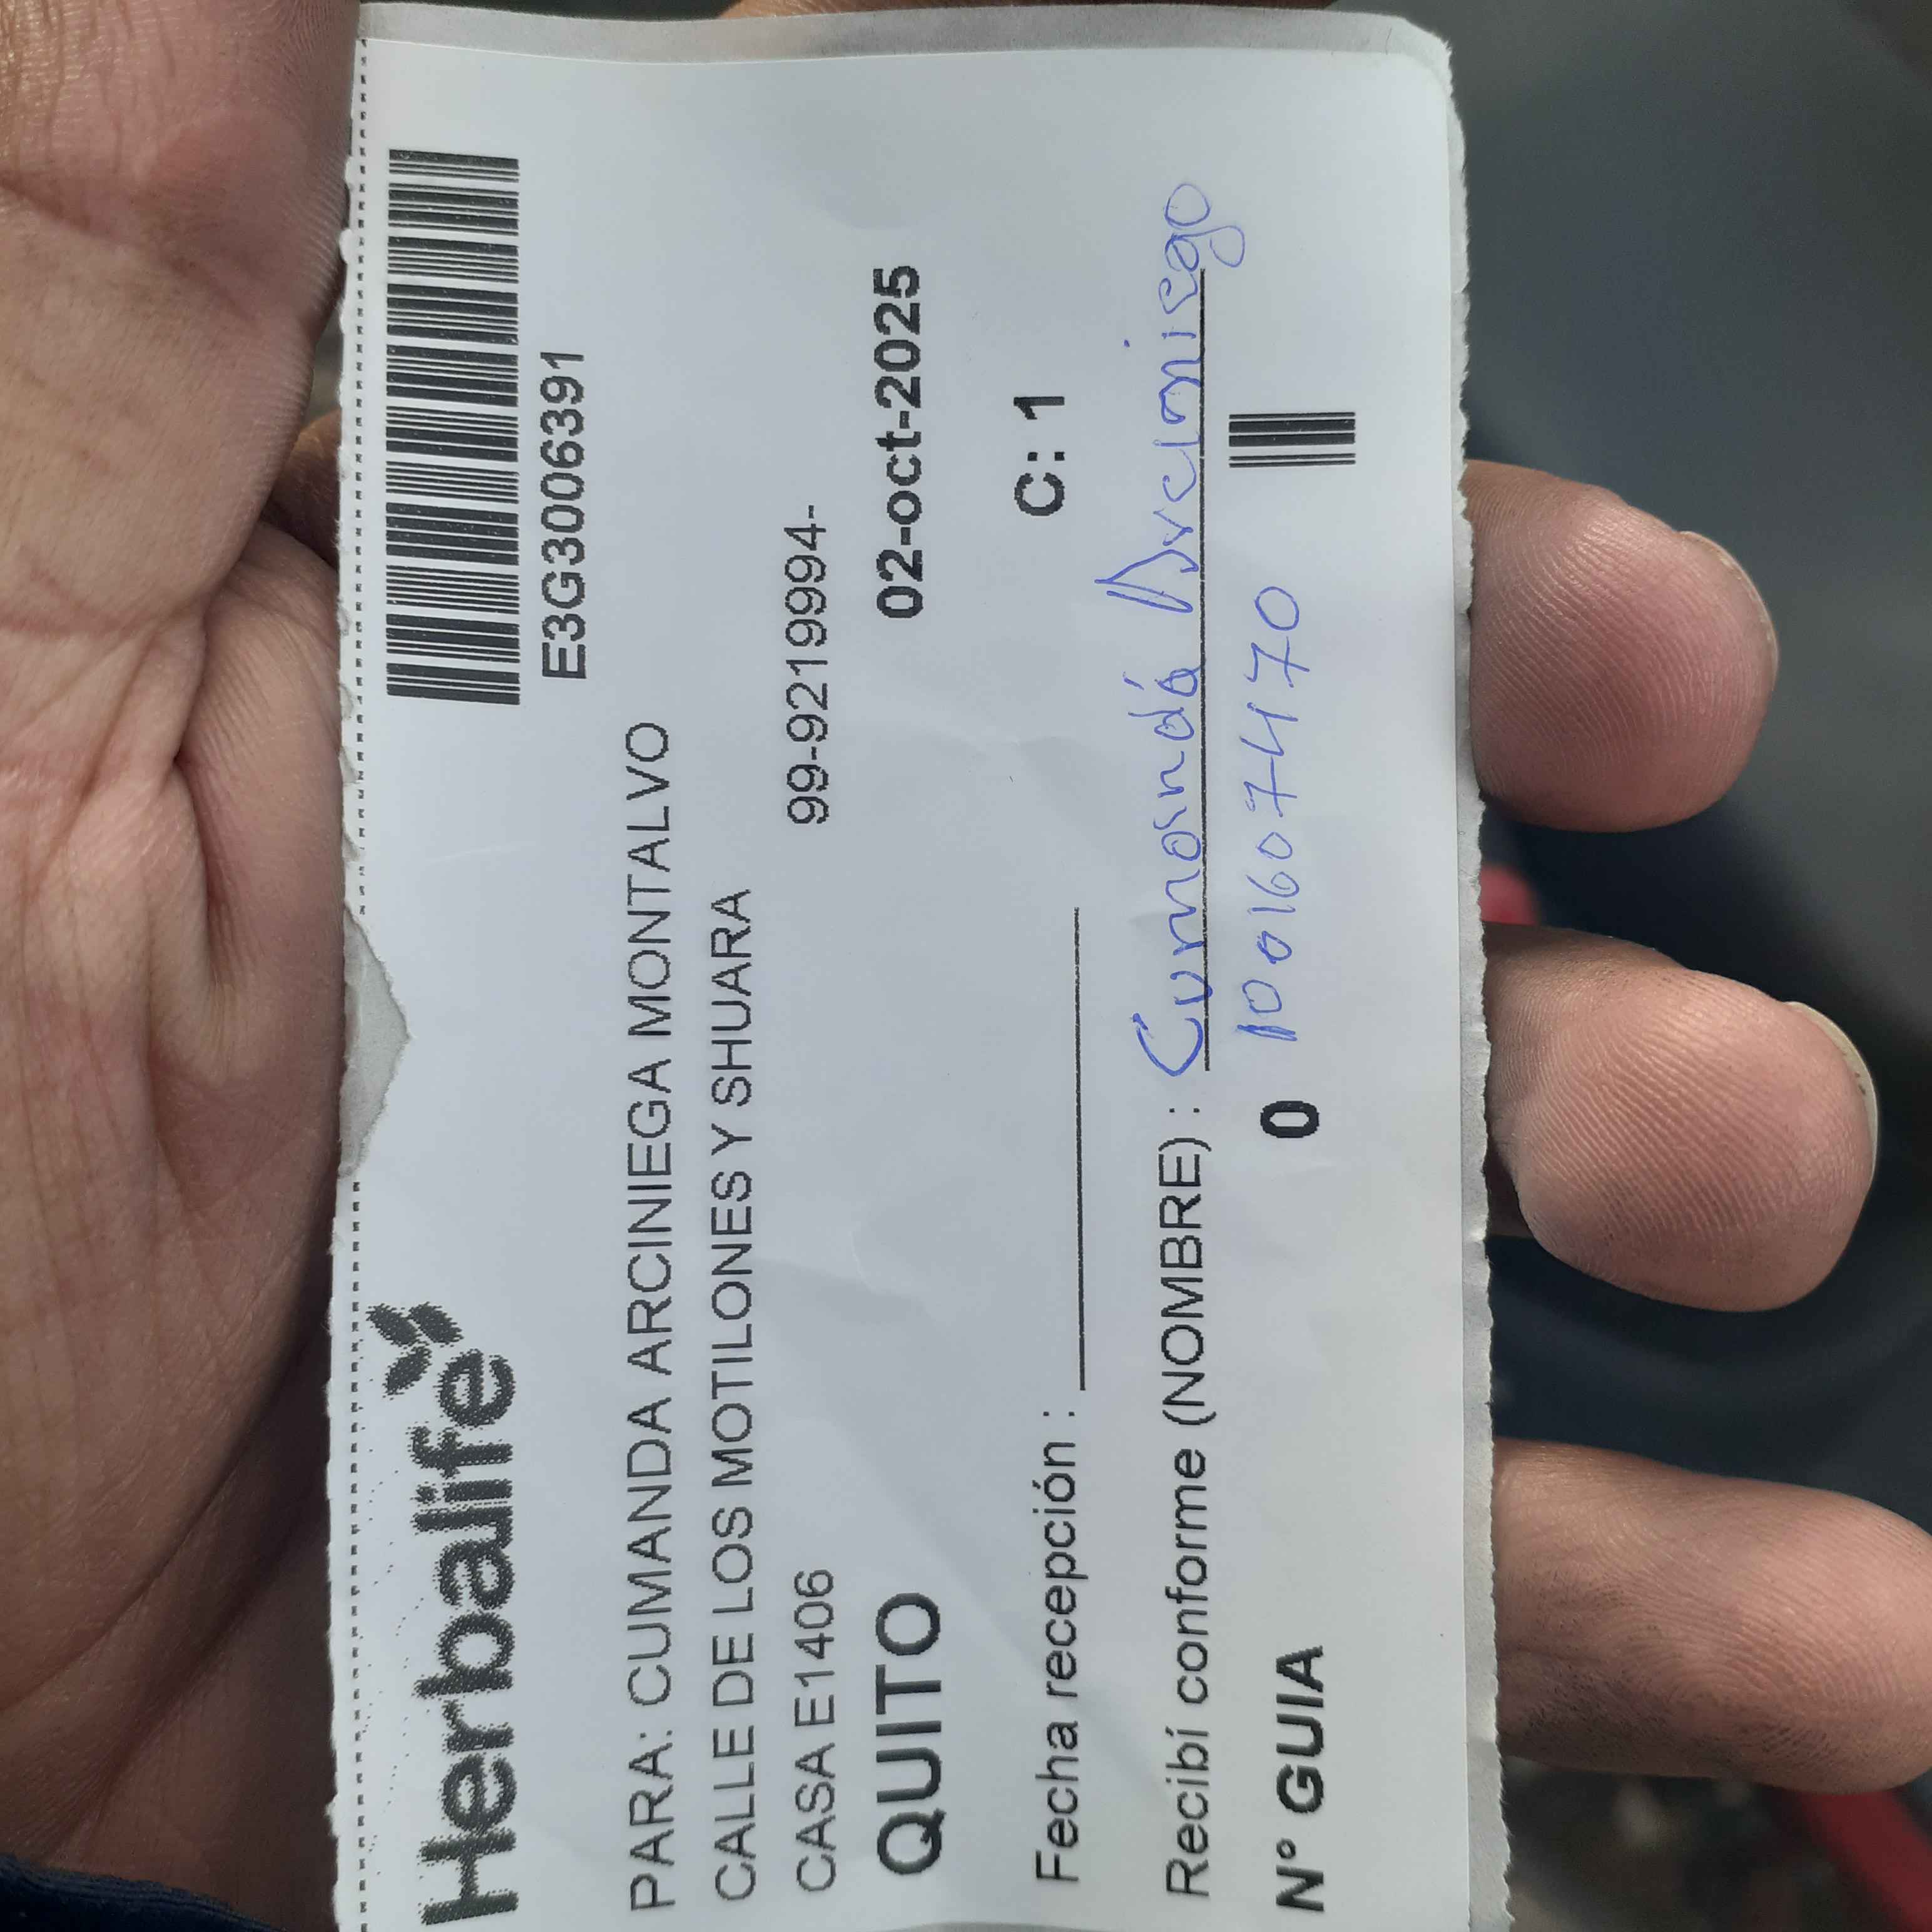 Herbalife
E3G3006391
PARA: CUMANDA ARCINIEGA MONTALVO
CALLE DE LOS MOTILONES Y SHUARA
CASA E1406 99-9219994-
QUITO 02-oct-2025
Fecha recepción : C: 1
Recibí conforme (NOMBRE) : Cumandá Arciniega
N° GUIA 0 1001607470